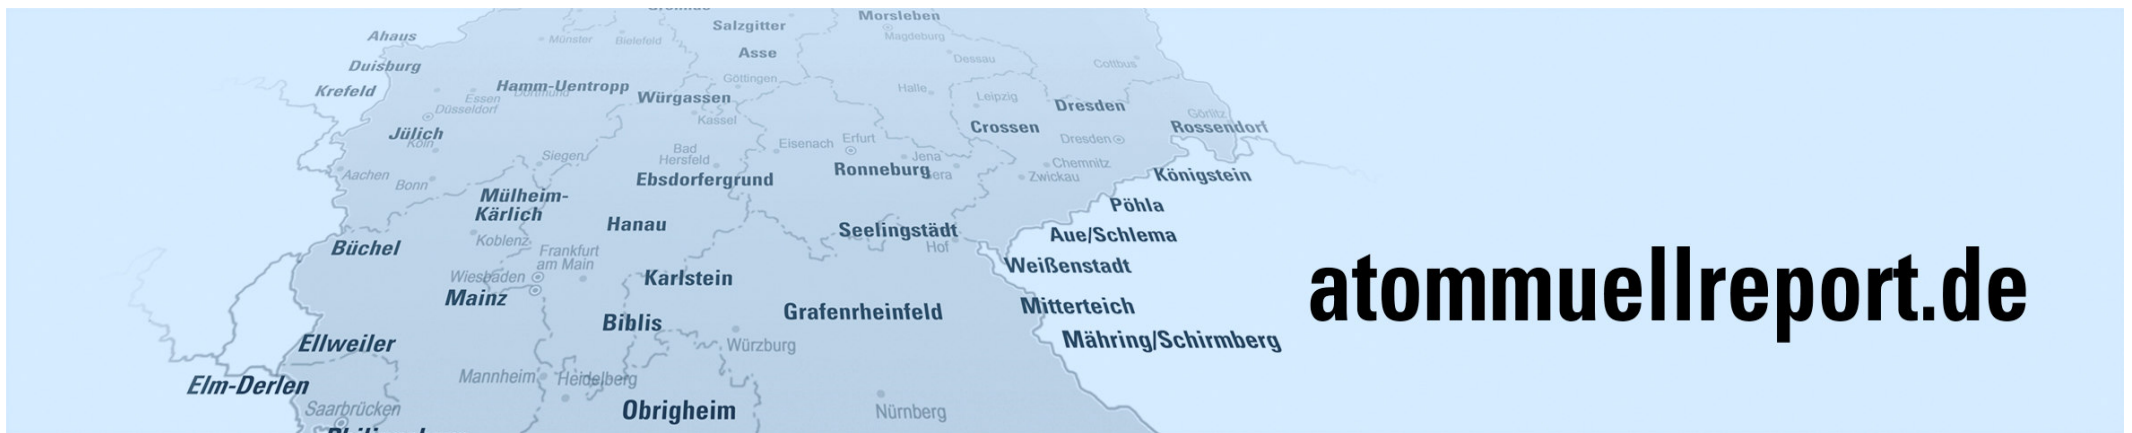 Salzgitter
Morsleben
Ahaus
Münster
Bielefeld
Magdeburg
Asse
Duisburg
Dessau
Cottbus
Göttingen
Krefeld
Hamm-Uentropp
Essen
Dortmund
Würgassen
Halle
Leipzig
Dresden
Düsseldorf
Kassel
Görlitz
Jülich
Köln
Crossen
Rossendorf
Eisenach
Erfurt
Dresden
Siegen
Bad
Hersfeld
Jena
Chemnitz
Aachen
Bonn
Ebsdorfergrund
Ronneburg
Zwickau
Königstein
Mülheim-
Kärlich
Pöhla
Hanau
Seelingstädt
Hof
Aue/Schlema
Büchel
Koblenz
Frankfurt
am Main
Weißenstadt
Wiesbaden
Karlstein
Mainz
Grafenrheinfeld
Mitterteich
atommuellreport.de
Biblis
Ellweiler
Würzburg
Mähring/Schirmberg
Elm-Derlen
Mannheim
Heidelberg
Saarbrücken
Obrigheim
Nürnberg